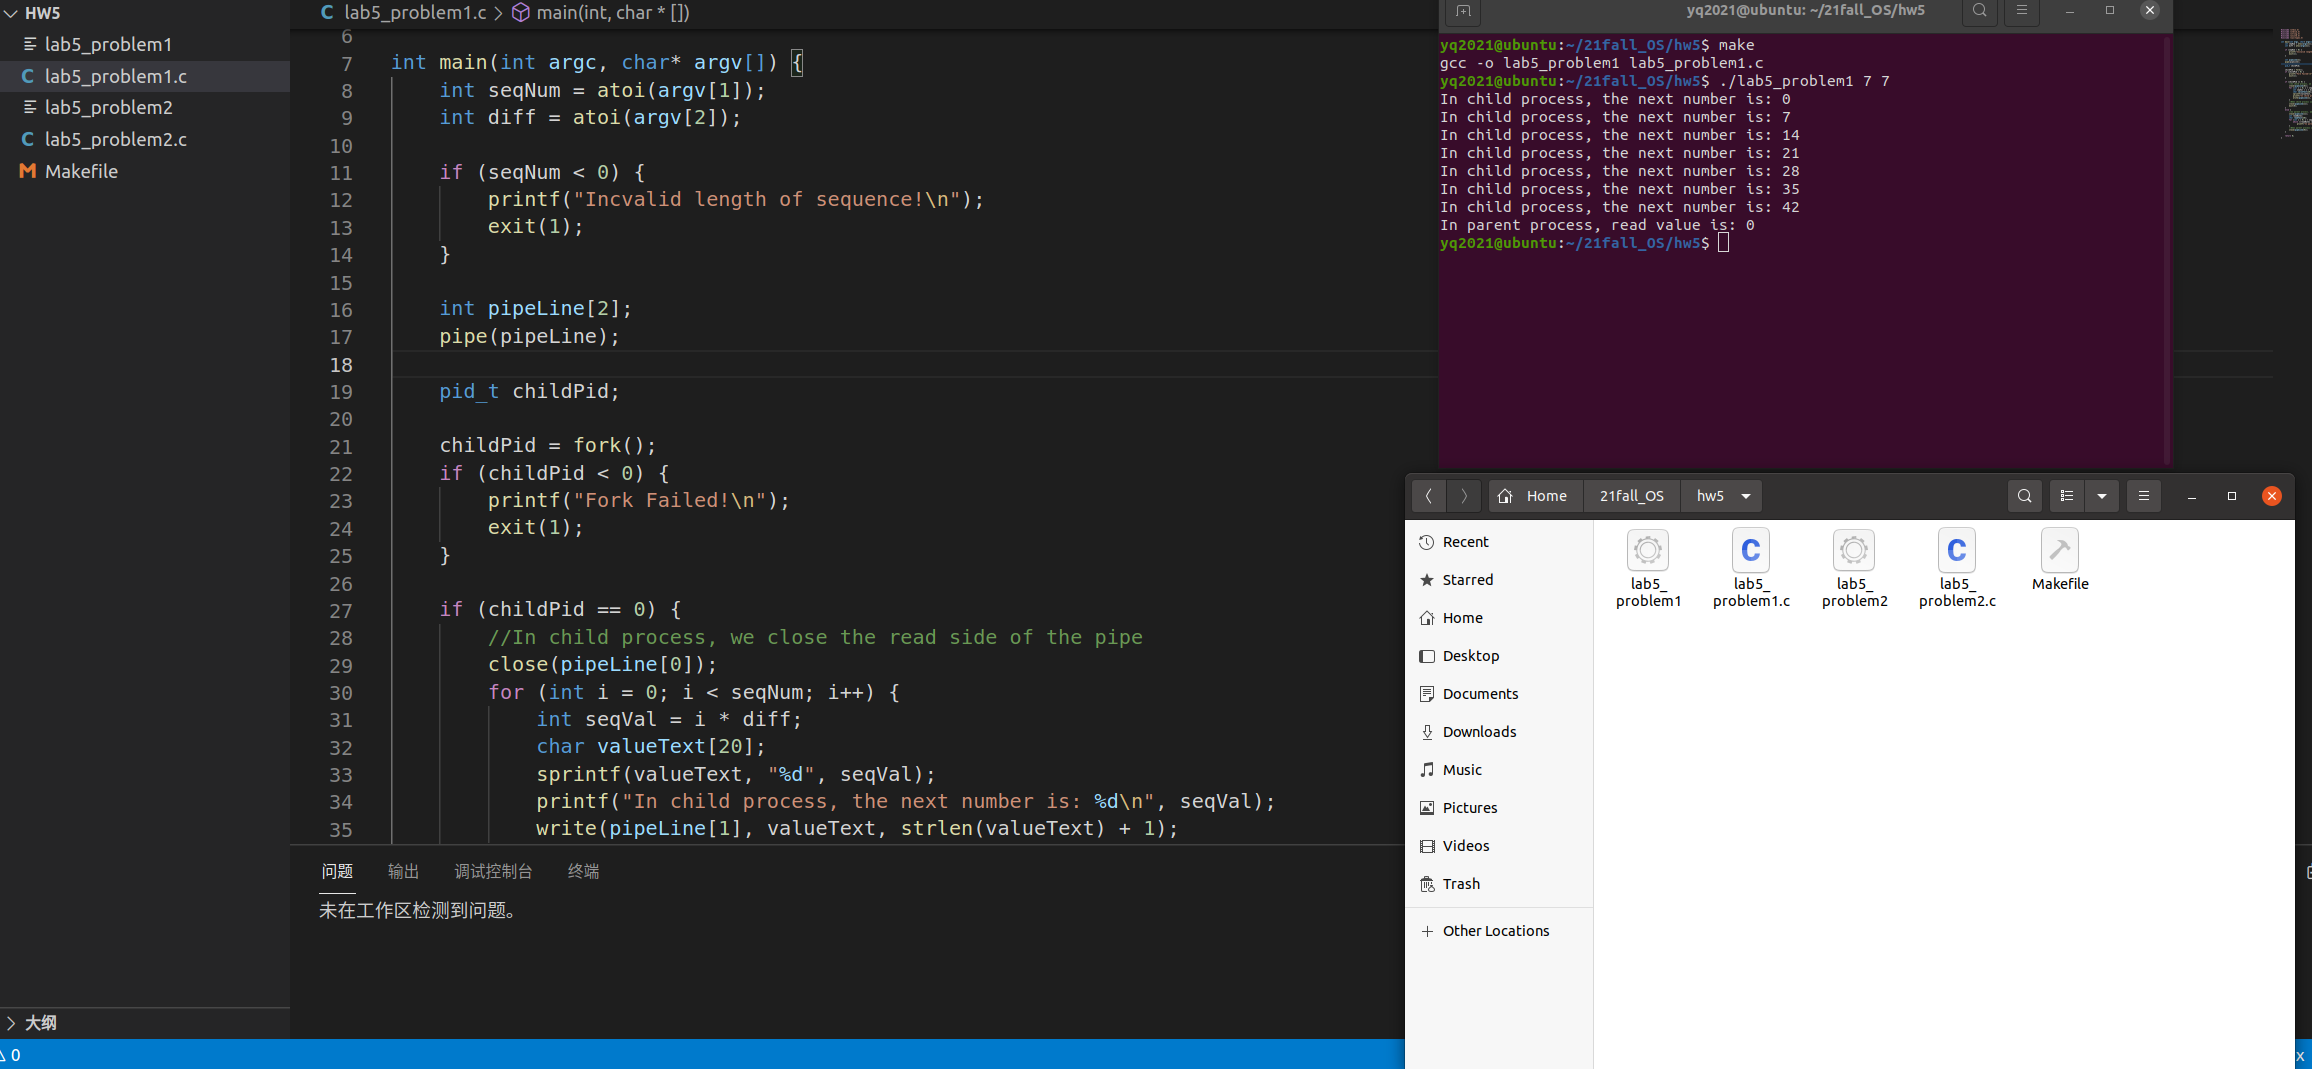 HW5
lab5_problem1
lab5_problem1.c
lab5_problem2
lab5_problem2.c
Makefile
大纲
0
lab5_problem1.c > main(int, char * [])
6
7 int main(int argc, char* argv[]) {
8 int seqNum = atoi(argv[1]);
9 int diff = atoi(argv[2]);
10
11 if (seqNum < 0) {
12 printf("Incvalid length of sequence!\n");
13 exit(1);
14 }
15
16 int pipeLine[2];
17 pipe(pipeLine);
18
19 pid_t childPid;
20
21 childPid = fork();
22 if (childPid < 0) {
23 printf("Fork Failed!\n");
24 exit(1);
25 }
26
27 if (childPid == 0) {
28 //In child process, we close the read side of the pipe
29 close(pipeLine[0]);
30 for (int i = 0; i < seqNum; i++) {
31 int seqVal = i * diff;
32 char valueText[20];
33 sprintf(valueText, "%d", seqVal);
34 printf("In child process, the next number is: %d\n", seqVal);
35 write(pipeLine[1], valueText, strlen(valueText) + 1);
问题 输出 调试控制台 终端
未在工作区检测到问题。
yq2021@ubuntu: ~/21fall_OS/hw5
yq2021@ubuntu:~/21fall_OS/hw5$ make
gcc -o lab5_problem1 lab5_problem1.c
yq2021@ubuntu:~/21fall_OS/hw5$ ./lab5_problem1 7 7
In child process, the next number is: 0
In child process, the next number is: 7
In child process, the next number is: 14
In child process, the next number is: 21
In child process, the next number is: 28
In child process, the next number is: 35
In child process, the next number is: 42
In parent process, read value is: 0
yq2021@ubuntu:~/21fall_OS/hw5$
Home 21fall_OS hw5
Recent
Starred
Home
Desktop
Documents
Downloads
Music
Pictures
Videos
Trash
Other Locations
lab5_
problem1
lab5_
problem1.c
lab5_
problem2
lab5_
problem2.c
Makefile